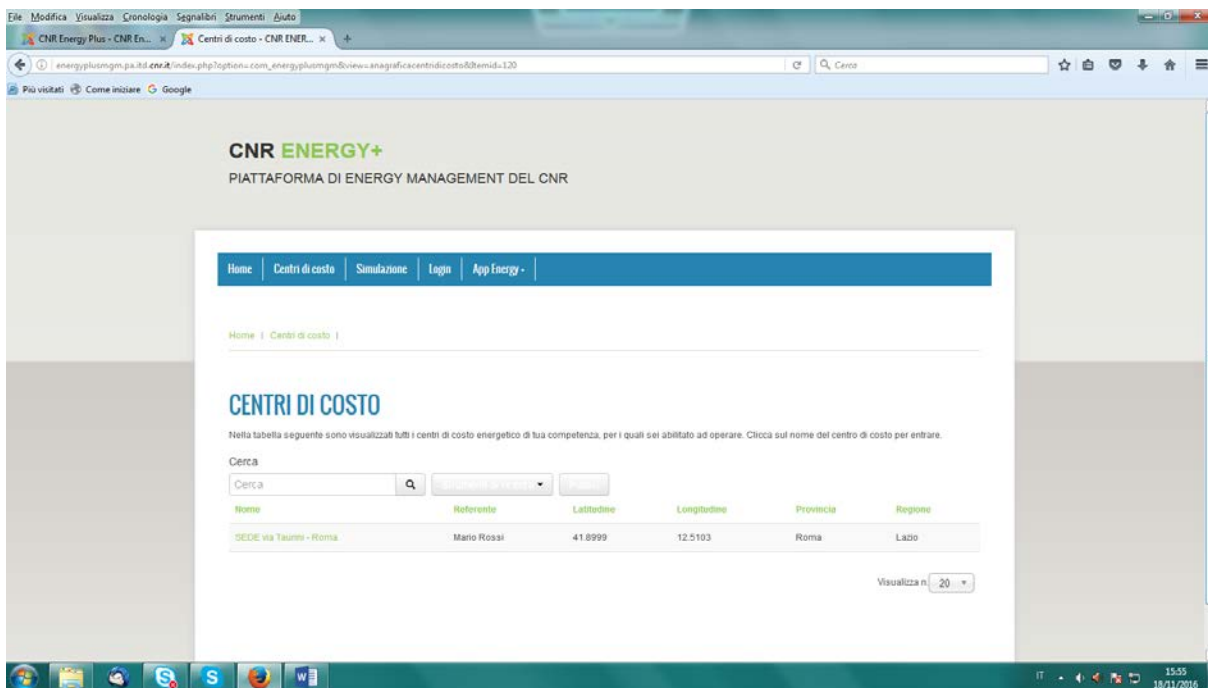 File Modifica Visualizza Cronologia Segnalibri Strumenti Aiuto
CNR Energy Plus - CNR En... × Centri di costo - CNR ENER... × +
energyplusmgm.pa.itd.cnr.it/index.php?option=com_energyplusmgm&view=anagraficacentridicosto&Itemid=120 Cerca
Più visitati Come iniziare Google
CNR ENERGY+
PIATTAFORMA DI ENERGY MANAGEMENT DEL CNR
Home Centri di costo Simulazione Login App Energy
Home | Centri di costo |
CENTRI DI COSTO
Nella tabella seguente sono visualizzati tutti i centri di costo energetico di tua competenza, per i quali sei abilitato ad operare. Clicca sul nome del centro di costo per entrare.
Cerca
Cerca
Nome Referente Latitudine Longitudine Provincia Regione
SEDE via Taurini - Roma Mario Rossi 41.8999 12.5103 Roma Lazio
Visualizza n. 20
IT 15:55
18/11/2016